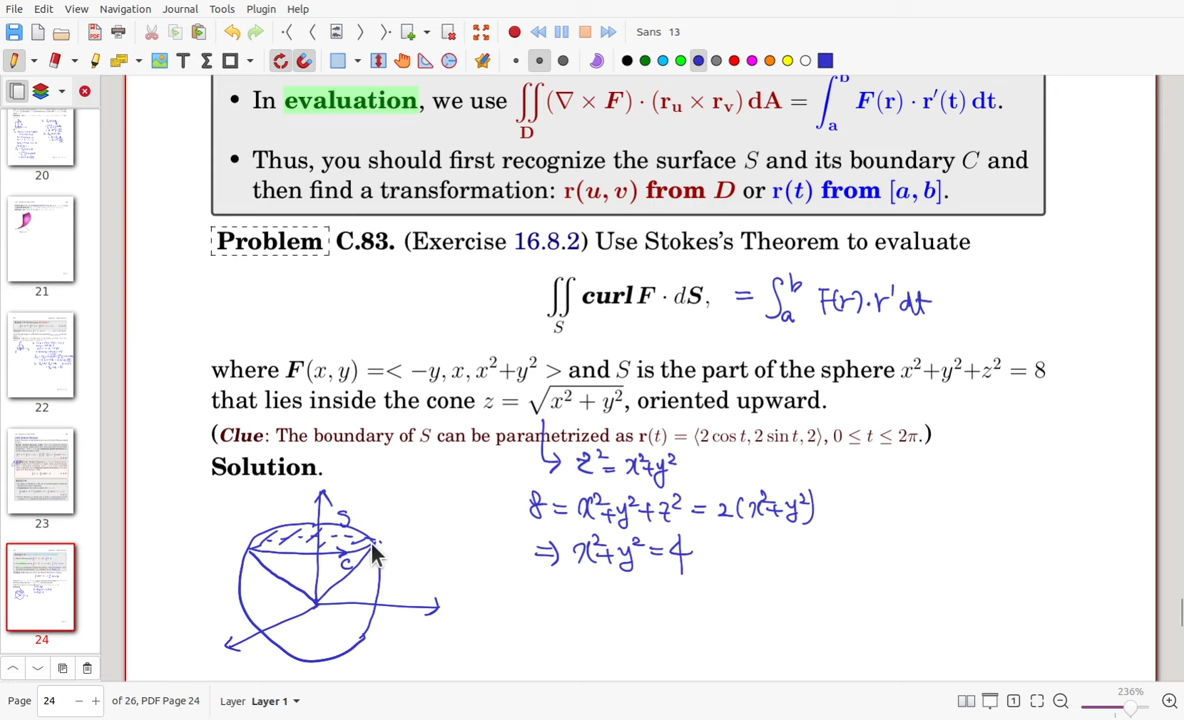 File Edit View Navigation Journal Tools Plugin Help
Sans 13
20
21
22
23
24
• In evaluation, we use ∬_D (∇ × F) · (r_u × r_v) dA = ∫_a^b F(r) · r′(t) dt.
• Thus, you should first recognize the surface S and its boundary C and
then find a transformation: r(u, v) from D or r(t) from [a, b].
Problem C.83. (Exercise 16.8.2) Use Stokes's Theorem to evaluate
∬_S curl F · dS, = ∫_a^b F(r)·r' dt
where F(x, y) =< −y, x, x²+y² > and S is the part of the sphere x²+y²+z² = 8
that lies inside the cone z = √(x² + y²), oriented upward.
(Clue: The boundary of S can be parametrized as r(t) = ⟨2 cos t, 2 sin t, 2⟩, 0 ≤ t ≤ 2π.)
↳ z² = x²+y²
Solution.
8 = x²+y²+z² = 2(x²+y²)
⇒ x²+y² = 4
S
C
Page 24 of 26, PDF Page 24 Layer Layer 1
236%